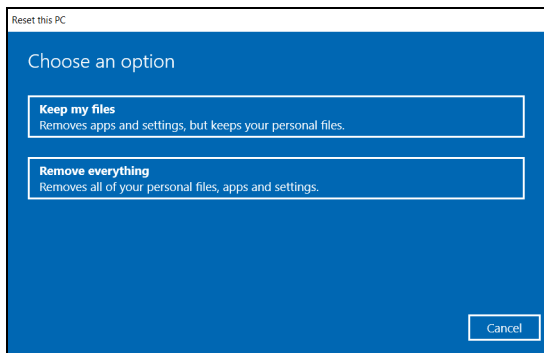 Reset this PC
Choose an option
Keep my files
Removes apps and settings, but keeps your personal files.
Remove everything
Removes all of your personal files, apps and settings.
Cancel